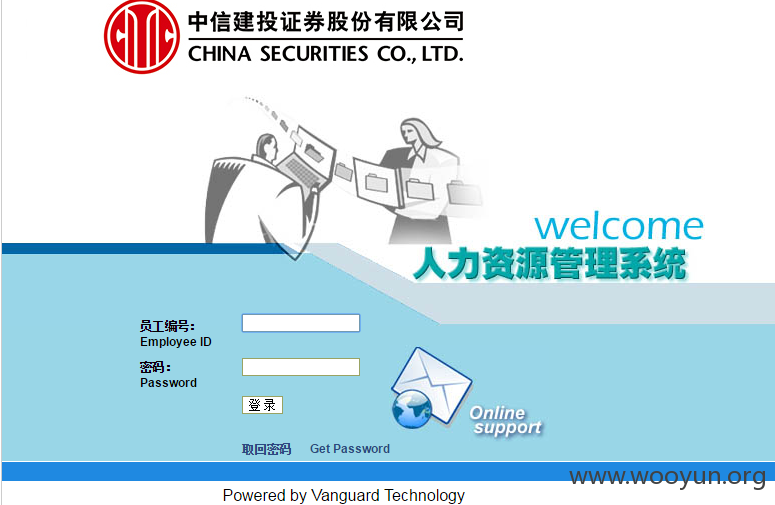 中信建投证券股份有限公司
CHINA SECURITIES CO., LTD.
welcome
人力资源管理系统
员工编号：
Employee ID
密码：
Password
登 录
Online
support
取回密码 Get Password
www.wooyun.org
Powered by Vanguard Technology